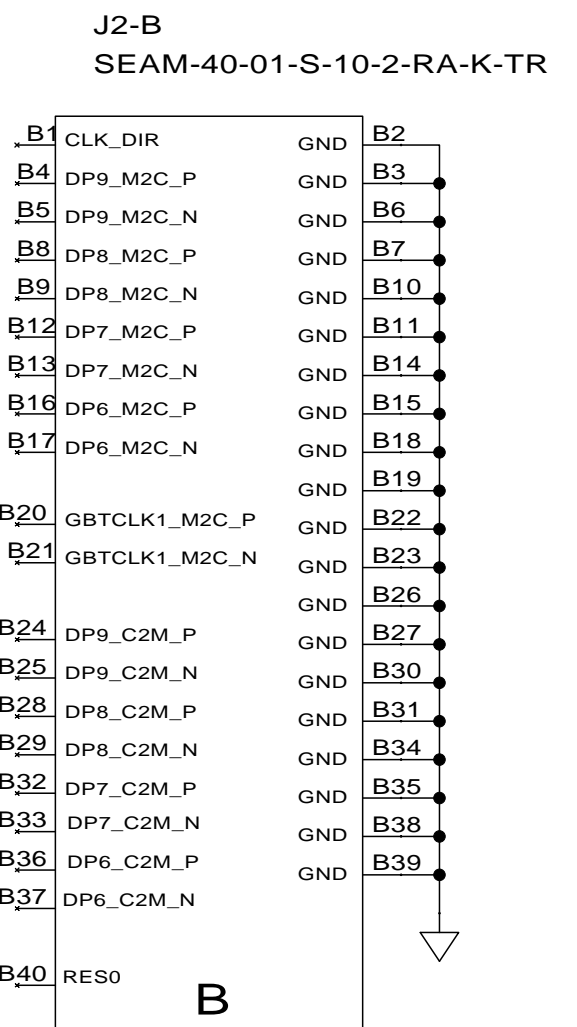 J2-B
SEAM-40-01-S-10-2-RA-K-TR
B1 CLK_DIR GND B2
B4 DP9_M2C_P GND B3
B5 DP9_M2C_N GND B6
B8 DP8_M2C_P GND B7
B9 DP8_M2C_N GND B10
B12 DP7_M2C_P GND B11
B13 DP7_M2C_N GND B14
B16 DP6_M2C_P GND B15
B17 DP6_M2C_N GND B18
GND B19
B20 GBTCLK1_M2C_P GND B22
B21 GBTCLK1_M2C_N GND B23
GND B26
B24 DP9_C2M_P GND B27
B25 DP9_C2M_N GND B30
B28 DP8_C2M_P GND B31
B29 DP8_C2M_N GND B34
B32 DP7_C2M_P GND B35
B33 DP7_C2M_N GND B38
B36 DP6_C2M_P GND B39
B37 DP6_C2M_N
B40 RES0
B